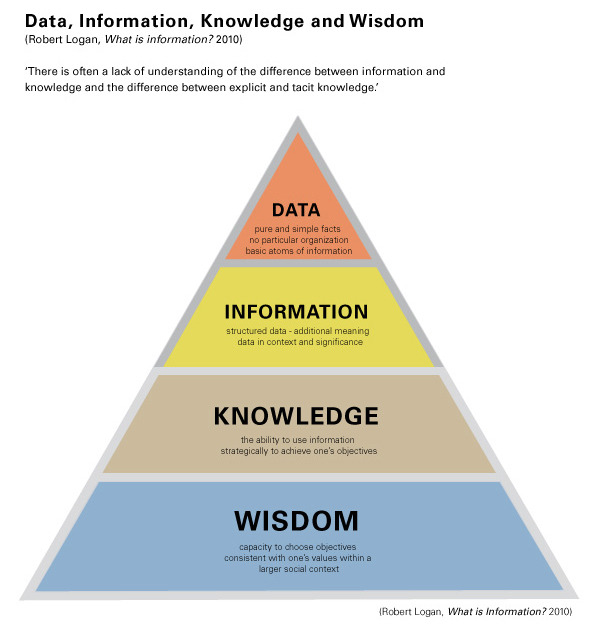 Data, Information, Knowledge and Wisdom
(Robert Logan, What is information? 2010)
‘There is often a lack of understanding of the difference between information and
knowledge and the difference between explicit and tacit knowledge.’
DATA
pure and simple facts
no particular organization
basic atoms of information
INFORMATION
structured data - additional meaning
data in context and significance
KNOWLEDGE
the ability to use information
strategically to achieve one’s objectives
WISDOM
capacity to choose objectives
consistent with one’s values within a
larger social context
(Robert Logan, What is Information? 2010)